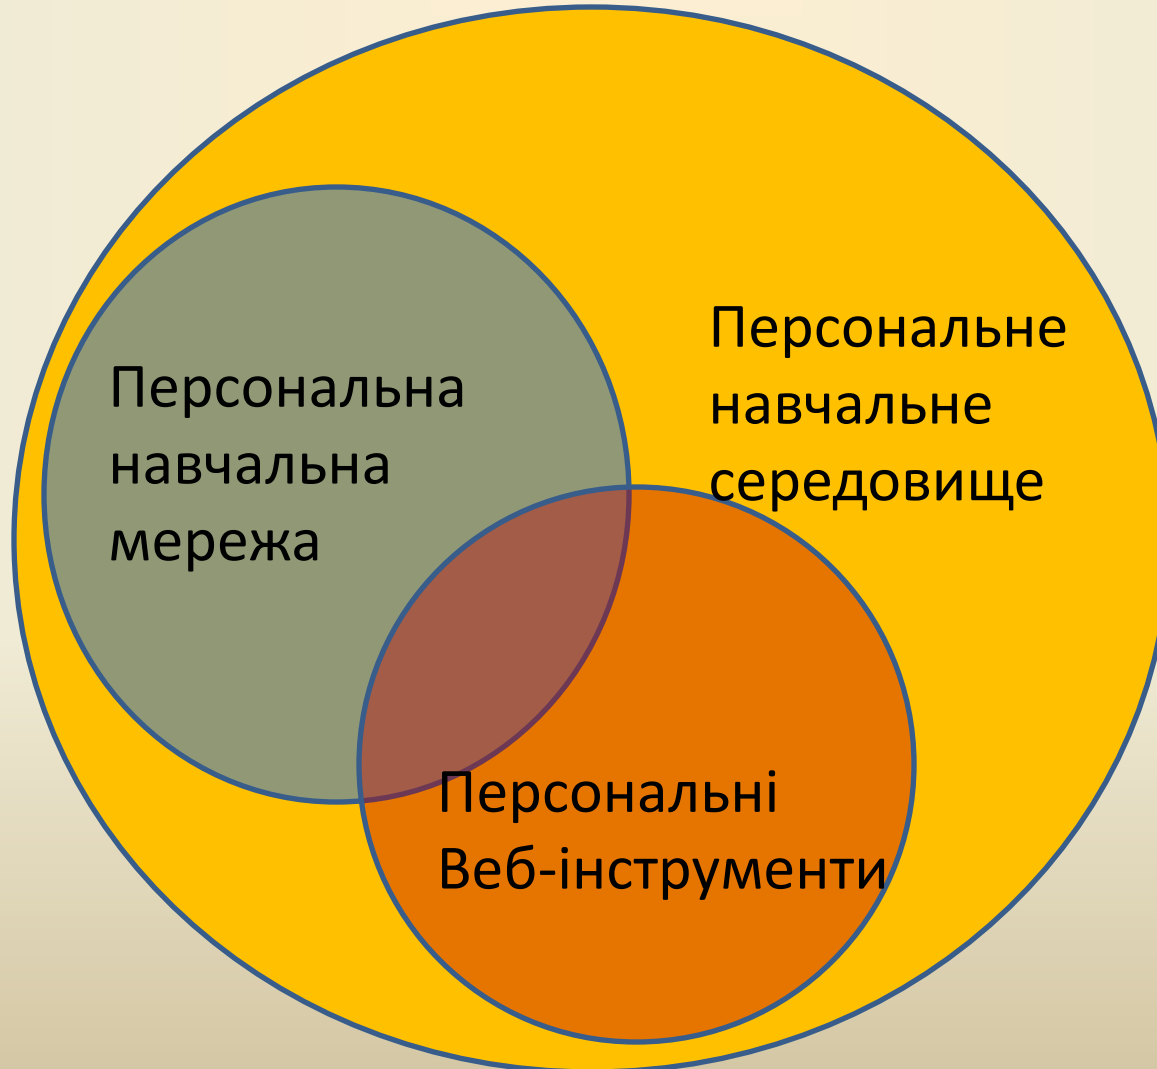 Персональна
навчальна
мережа
Персональне
навчальне
середовище
Персональні
Веб-інструменти